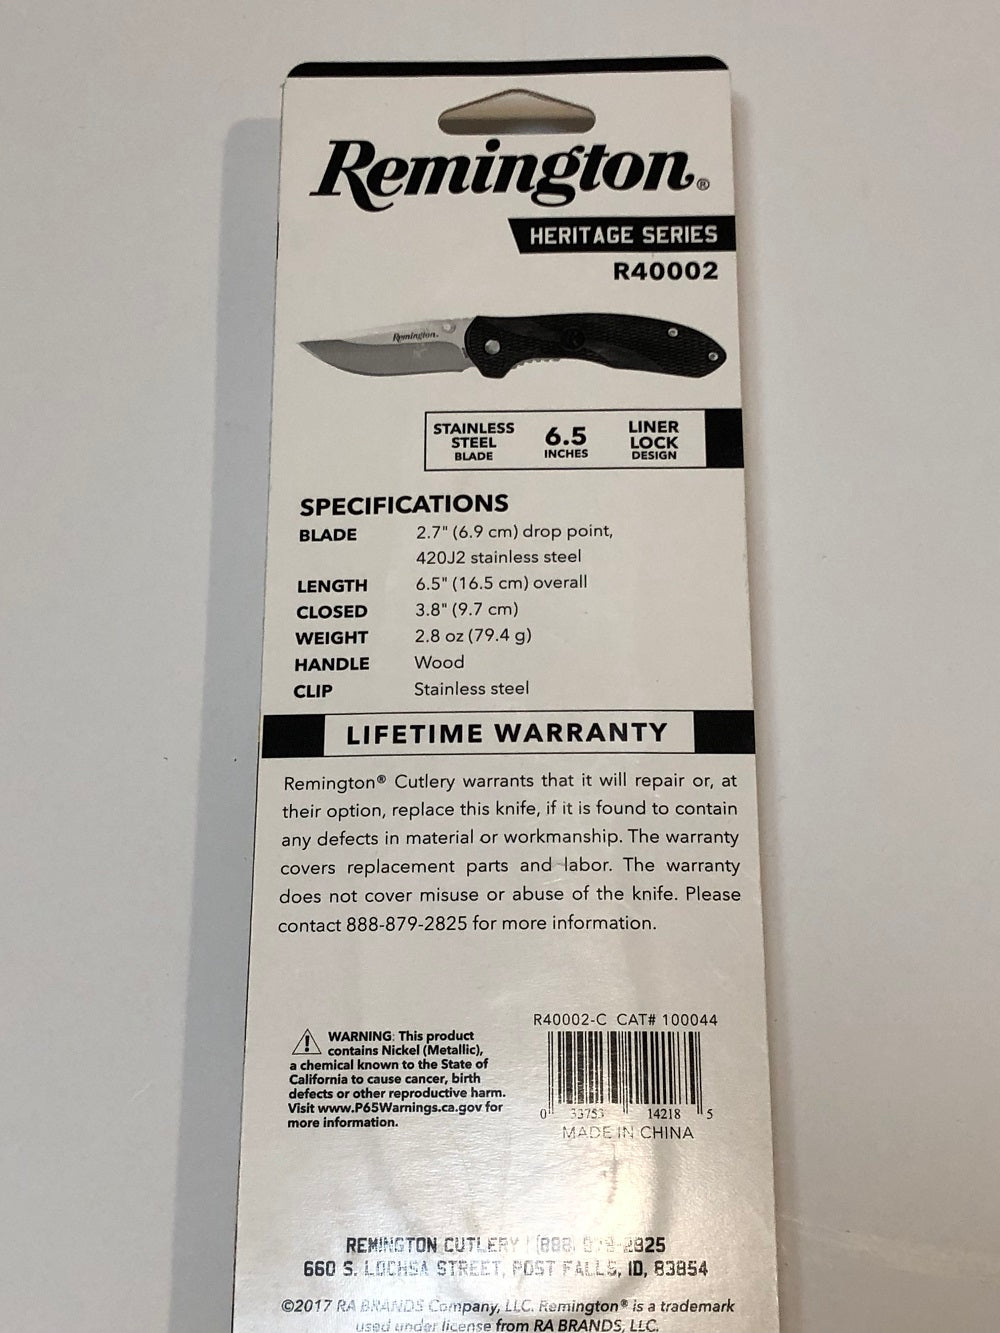 Remington®
HERITAGE SERIES
R40002
Remington®
STAINLESS STEEL BLADE
6.5 INCHES
LINER LOCK DESIGN
SPECIFICATIONS
BLADE 2.7" (6.9 cm) drop point,
420J2 stainless steel
LENGTH 6.5" (16.5 cm) overall
CLOSED 3.8" (9.7 cm)
WEIGHT 2.8 oz (79.4 g)
HANDLE Wood
CLIP Stainless steel
LIFETIME WARRANTY
Remington® Cutlery warrants that it will repair or, at
their option, replace this knife, if it is found to contain
any defects in material or workmanship. The warranty
covers replacement parts and labor. The warranty
does not cover misuse or abuse of the knife. Please
contact 888-879-2825 for more information.
WARNING: This product
contains Nickel (Metallic),
a chemical known to the State of
California to cause cancer, birth
defects or other reproductive harm.
Visit www.P65Warnings.ca.gov for
more information.
R40002-C CAT# 100044
0 33753 14218 5
MADE IN CHINA
REMINGTON CUTLERY | (888) 879-2825
660 S. LOCHSA STREET, POST FALLS, ID, 83854
©2017 RA BRANDS Company, LLC. Remington® is a trademark
used under license from RA BRANDS, LLC.